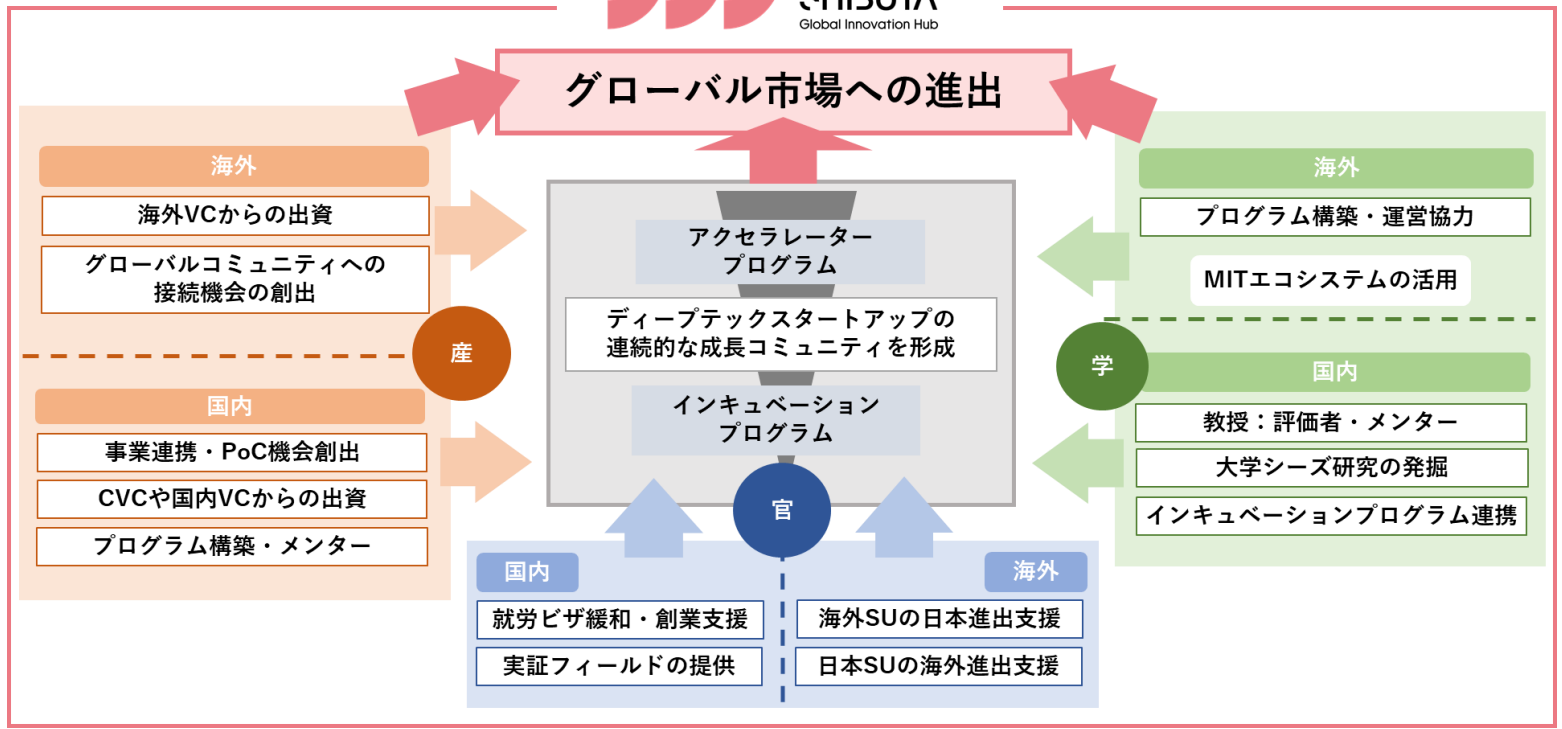 Global Innovation Hub
グローバル市場への進出
海外
海外VCからの出資
グローバルコミュニティへの
接続機会の創出
産
国内
事業連携・PoC機会創出
CVCや国内VCからの出資
プログラム構築・メンター
アクセラレーター
プログラム
ディープテックスタートアップの
連続的な成長コミュニティを形成
インキュベーション
プログラム
官
国内
就労ビザ緩和・創業支援
実証フィールドの提供
海外
海外SUの日本進出支援
日本SUの海外進出支援
海外
プログラム構築・運営協力
MITエコシステムの活用
学
国内
教授：評価者・メンター
大学シーズ研究の発掘
インキュベーションプログラム連携